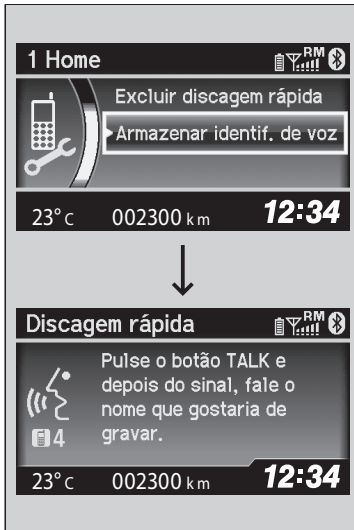 1 Home
RM
Excluir discagem rápida
Armazenar identif. de voz
23°c 002300 km 12:34
Discagem rápida
RM
Pulse o botão TALK e
depois do sinal, fale o
nome que gostaria de
gravar.
4
23°c 002300 km 12:34